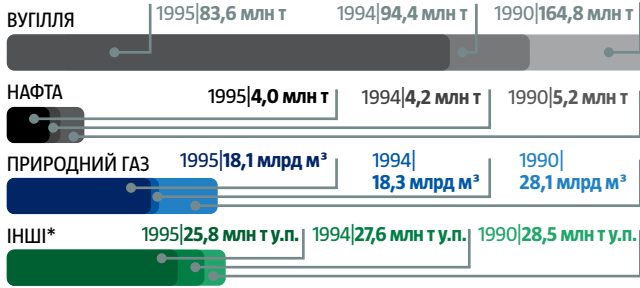 ВУГІЛЛЯ 1995|83,6 млн т 1994|94,4 млн т 1990|164,8 млн т
НАФТА 1995|4,0 млн т 1994|4,2 млн т 1990|5,2 млн т
ПРИРОДНИЙ ГАЗ 1995|18,1 млрд м³ 1994| 1990|
18,3 млрд м³ 28,1 млрд м³
ІНШІ* 1995|25,8 млн т у.п. 1994|27,6 млн т у.п. 1990|28,5 млн т у.п.